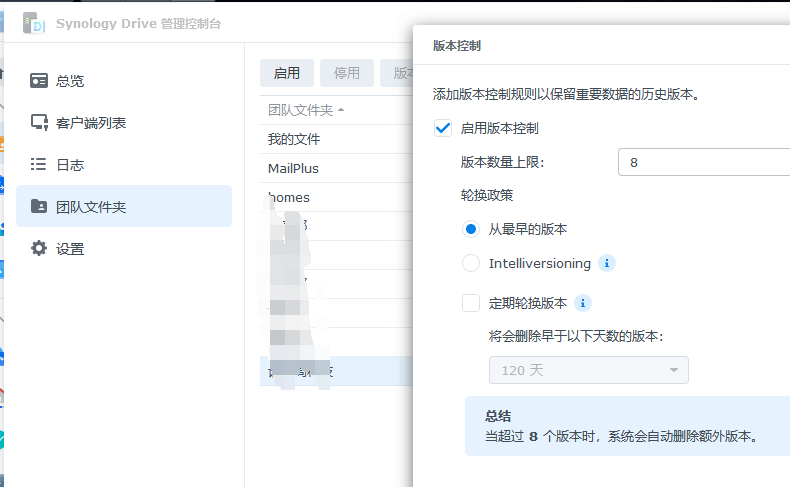 Synology Drive 管理控制台
总览
客户端列表
日志
团队文件夹
设置
启用
停用
版本
团队文件夹
我的文件
MailPlus
homes
版本控制
添加版本控制规则以保留重要数据的历史版本。
启用版本控制
版本数量上限: 8
轮换政策
从最早的版本
Intelliversioning
定期轮换版本
将会删除早于以下天数的版本:
120 天
总结
当超过 8 个版本时，系统会自动删除额外版本。